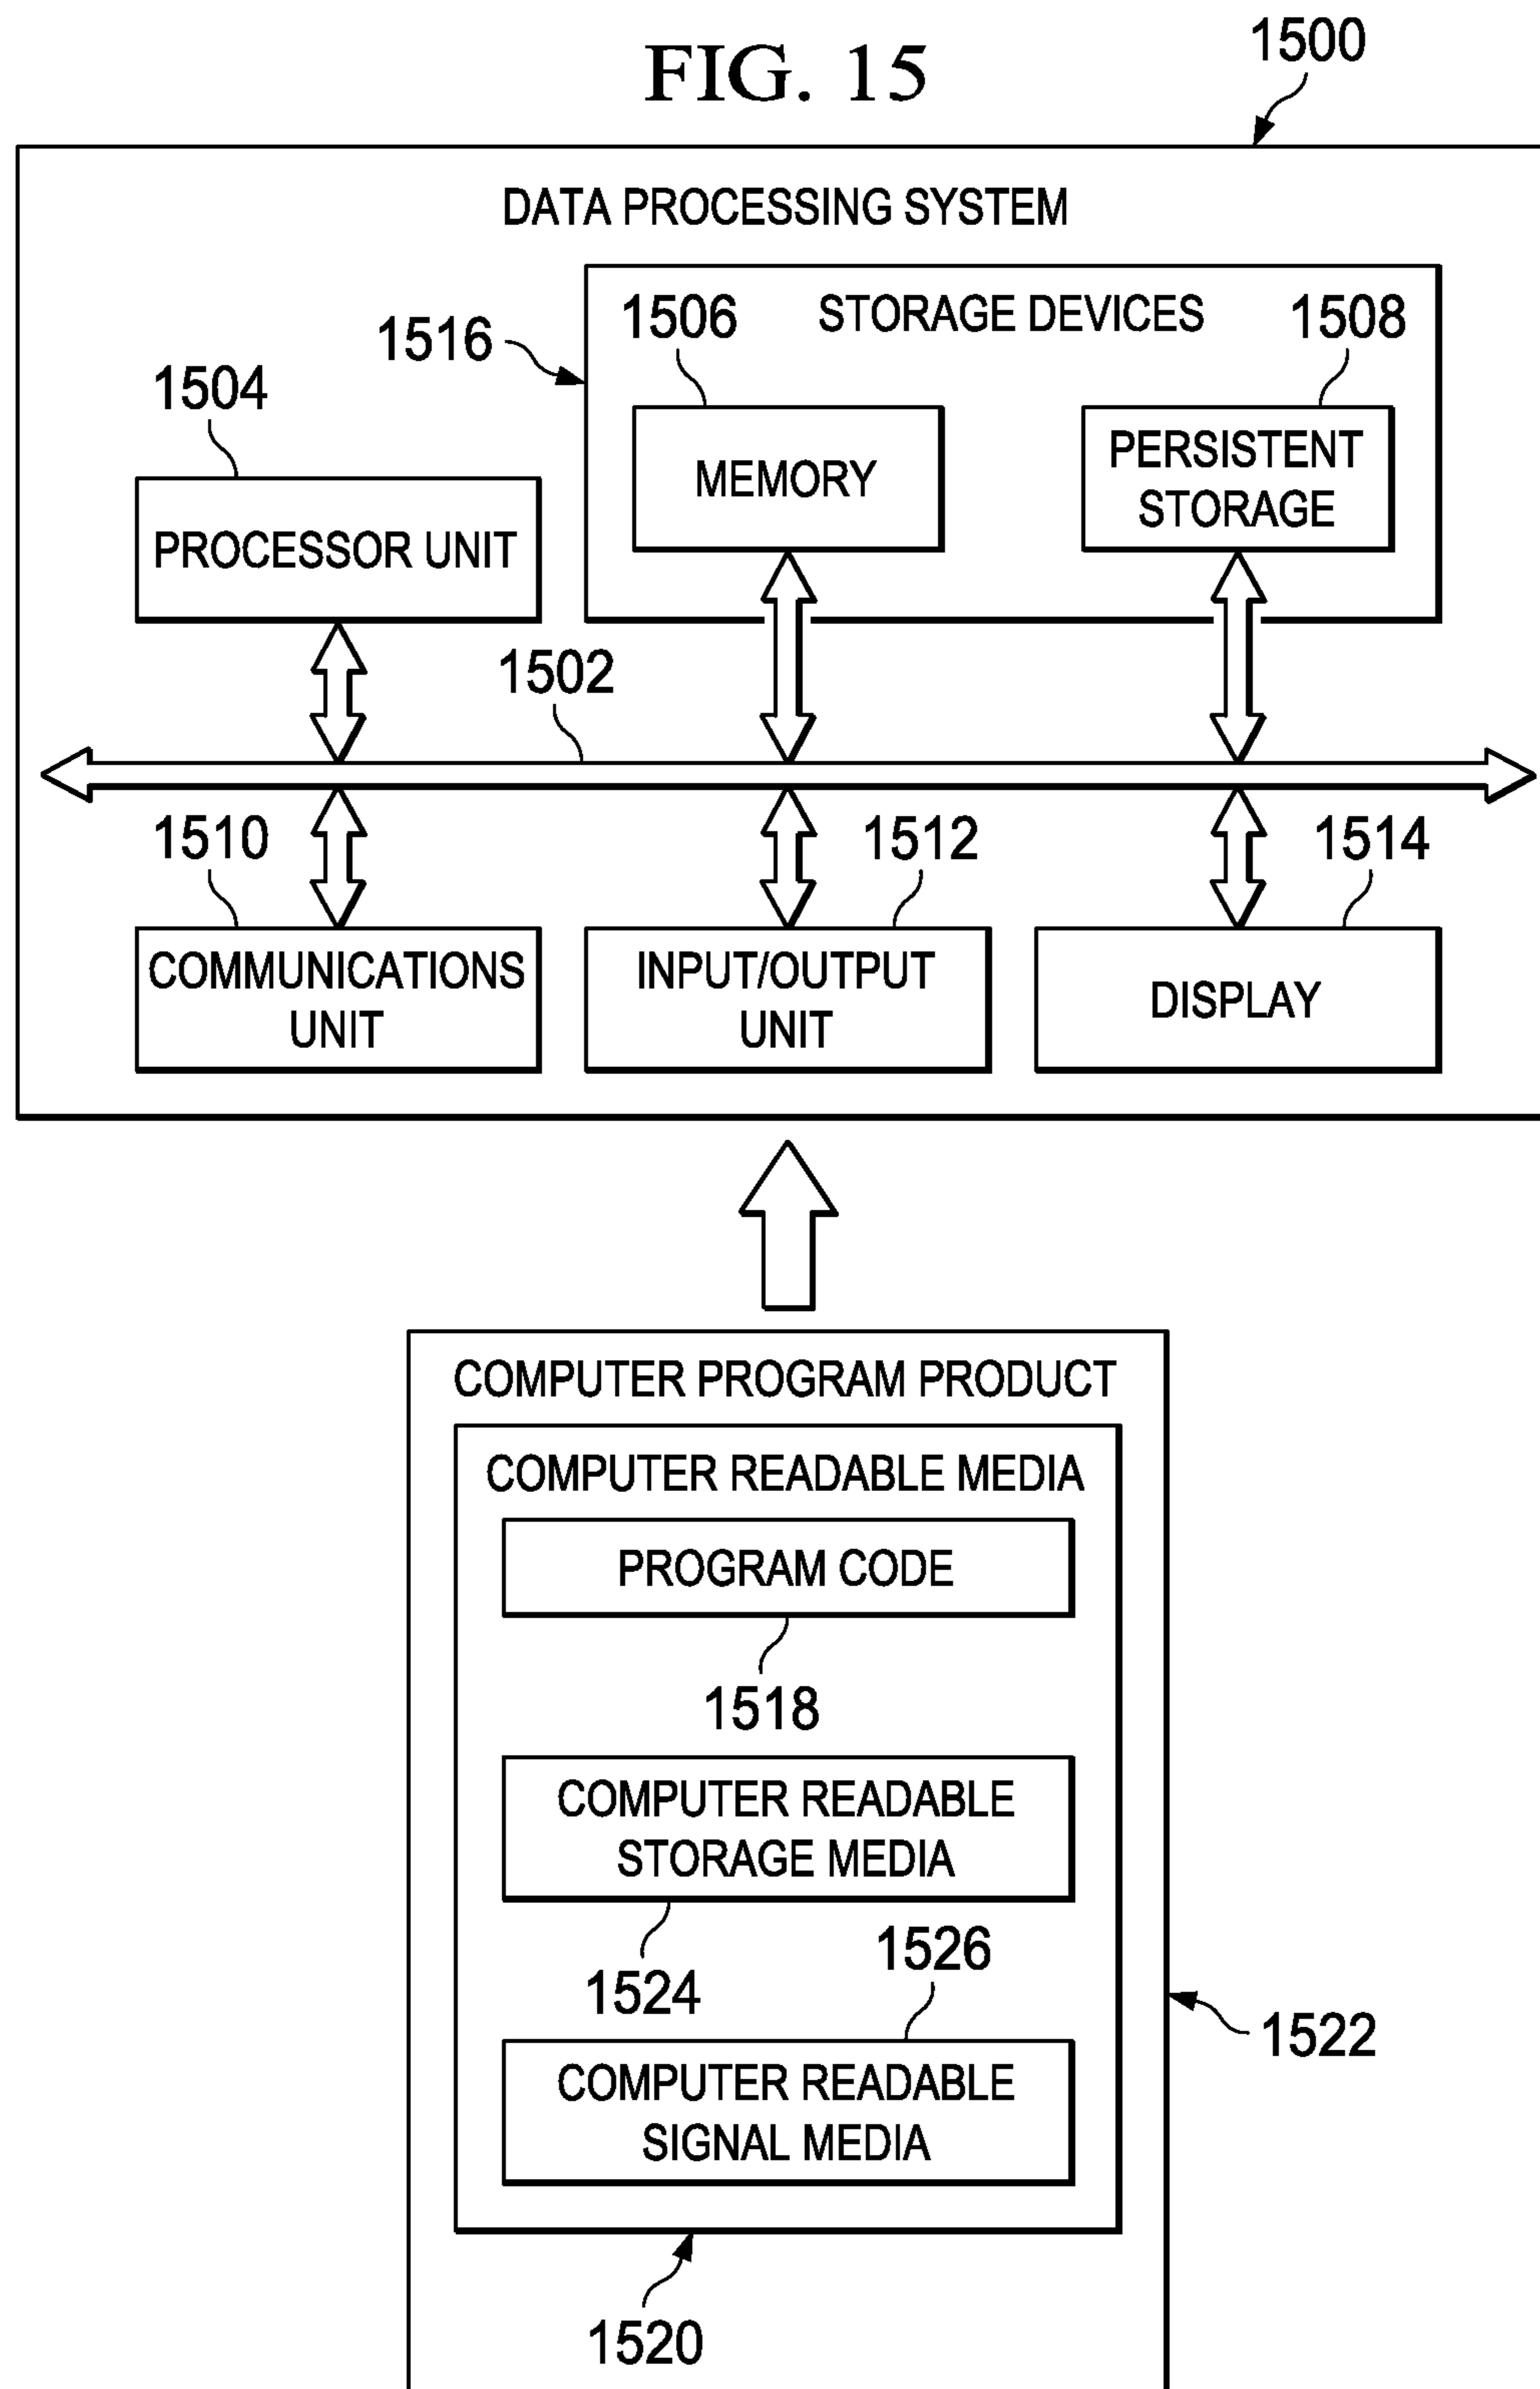 FIG. 15
1500
DATA PROCESSING SYSTEM
1516
1506
STORAGE DEVICES
1508
1504
MEMORY
PERSISTENT
STORAGE
PROCESSOR UNIT
1502
1510
1512
1514
COMMUNICATIONS
UNIT
INPUT/OUTPUT
UNIT
DISPLAY
COMPUTER PROGRAM PRODUCT
COMPUTER READABLE MEDIA
PROGRAM CODE
1518
COMPUTER READABLE
STORAGE MEDIA
1524
1526
COMPUTER READABLE
SIGNAL MEDIA
1522
1520